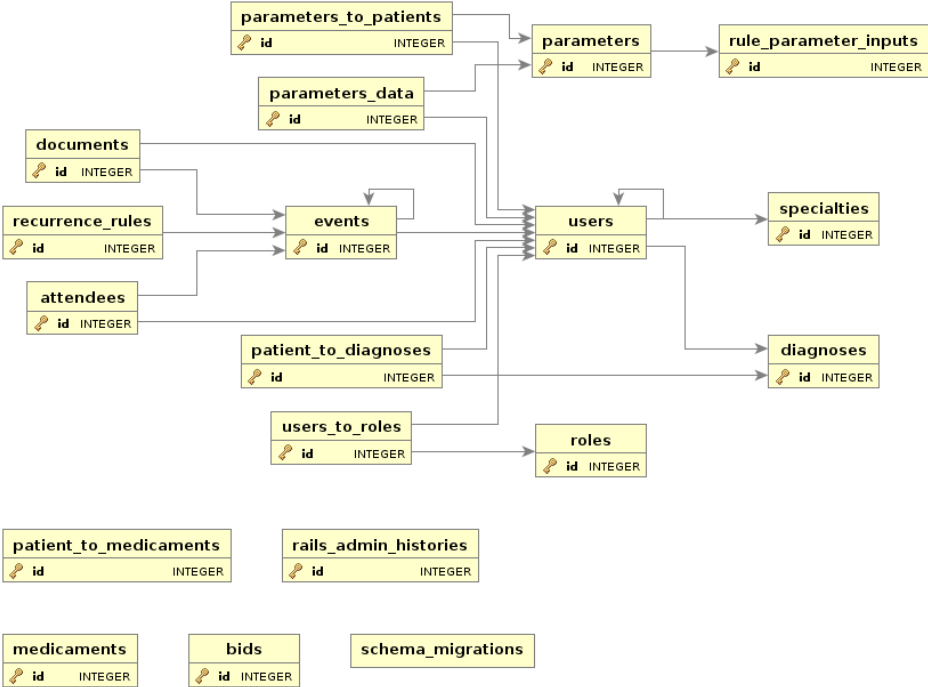 parameters_to_patients
id INTEGER
parameters
id INTEGER
rule_parameter_inputs
id INTEGER
parameters_data
id INTEGER
documents
id INTEGER
recurrence_rules
id INTEGER
events
id INTEGER
users
id INTEGER
specialties
id INTEGER
attendees
id INTEGER
patient_to_diagnoses
id INTEGER
diagnoses
id INTEGER
users_to_roles
id INTEGER
roles
id INTEGER
patient_to_medicaments
id INTEGER
rails_admin_histories
id INTEGER
medicaments
id INTEGER
bids
id INTEGER
schema_migrations